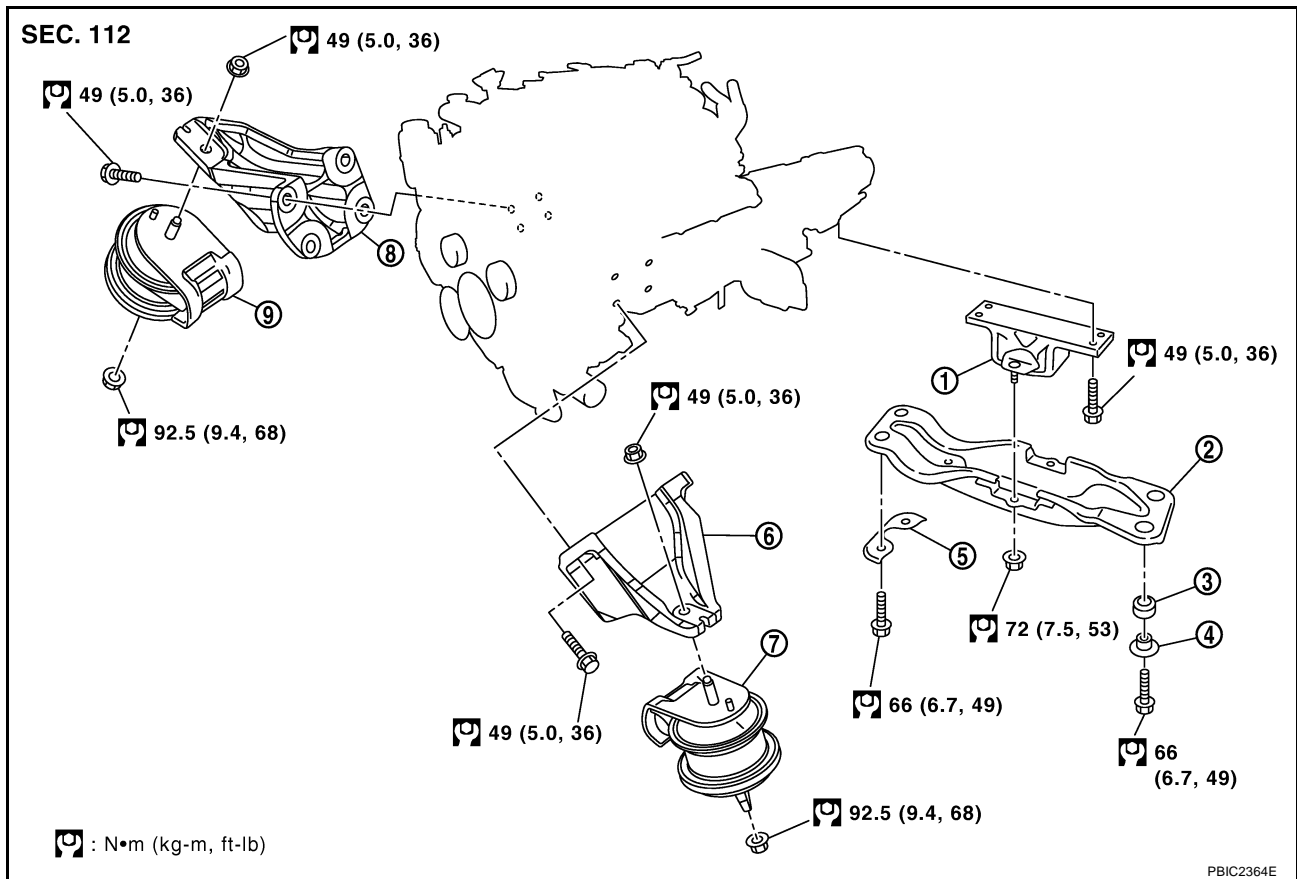 SEC. 112
49 (5.0, 36)
49 (5.0, 36)
8
9
92.5 (9.4, 68)
1
49 (5.0, 36)
49 (5.0, 36)
2
6
5
3
72 (7.5, 53)
4
7
66 (6.7, 49)
49 (5.0, 36)
66
(6.7, 49)
92.5 (9.4, 68)
: N•m (kg-m, ft-lb)
PBIC2364E